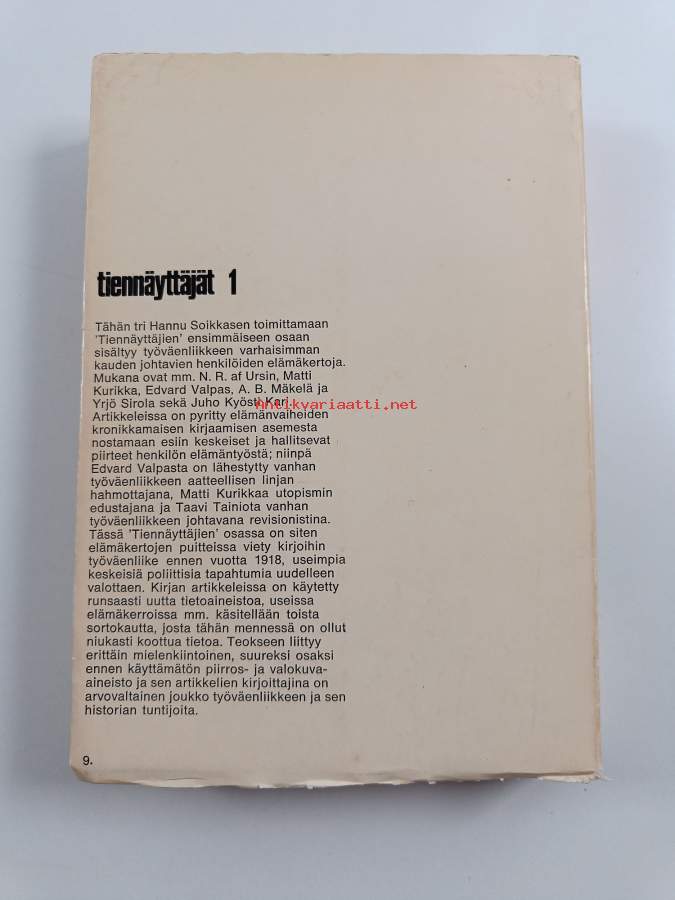 tiennäyttäjät 1
Tähän tri Hannu Soikkasen toimittamaan
'Tiennäyttäjien' ensimmäiseen osaan
sisältyy työväenliikkeen varhaisimman
kauden johtavien henkilöiden elämäkertoja.
Mukana ovat mm. N. R. af Ursin, Matti
Kurikka, Edvard Valpas, A. B. Mäkelä ja
Yrjö Sirola sekä Juho Kyösti Kari.
Antikvariaatti.net
Artikkeleissa on pyritty elämänvaiheiden
kronikkamaisen kirjaamisen asemesta
nostamaan esiin keskeiset ja hallitsevat
piirteet henkilön elämäntyöstä; niinpä
Edvard Valpasta on lähestytty vanhan
työväenliikkeen aatteellisen linjan
hahmottajana, Matti Kurikkaa utopismin
edustajana ja Taavi Tainiota vanhan
työväenliikkeen johtavana revisionistina.
Tässä 'Tiennäyttäjien' osassa on siten
elämäkertojen puitteissa viety kirjoihin
työväenliike ennen vuotta 1918, useimpia
keskeisiä poliittisia tapahtumia uudelleen
valottaen. Kirjan artikkeleissa on käytetty
runsaasti uutta tietoaineistoa, useissa
elämäkerroissa mm. käsitellään toista
sortokautta, josta tähän mennessä on ollut
niukasti koottua tietoa. Teokseen liittyy
erittäin mielenkiintoinen, suureksi osaksi
ennen käyttämätön piirros- ja valokuva-
aineisto ja sen artikkelien kirjoittajina on
arvovaltainen joukko työväenliikkeen ja sen
historian tuntijoita.
9.